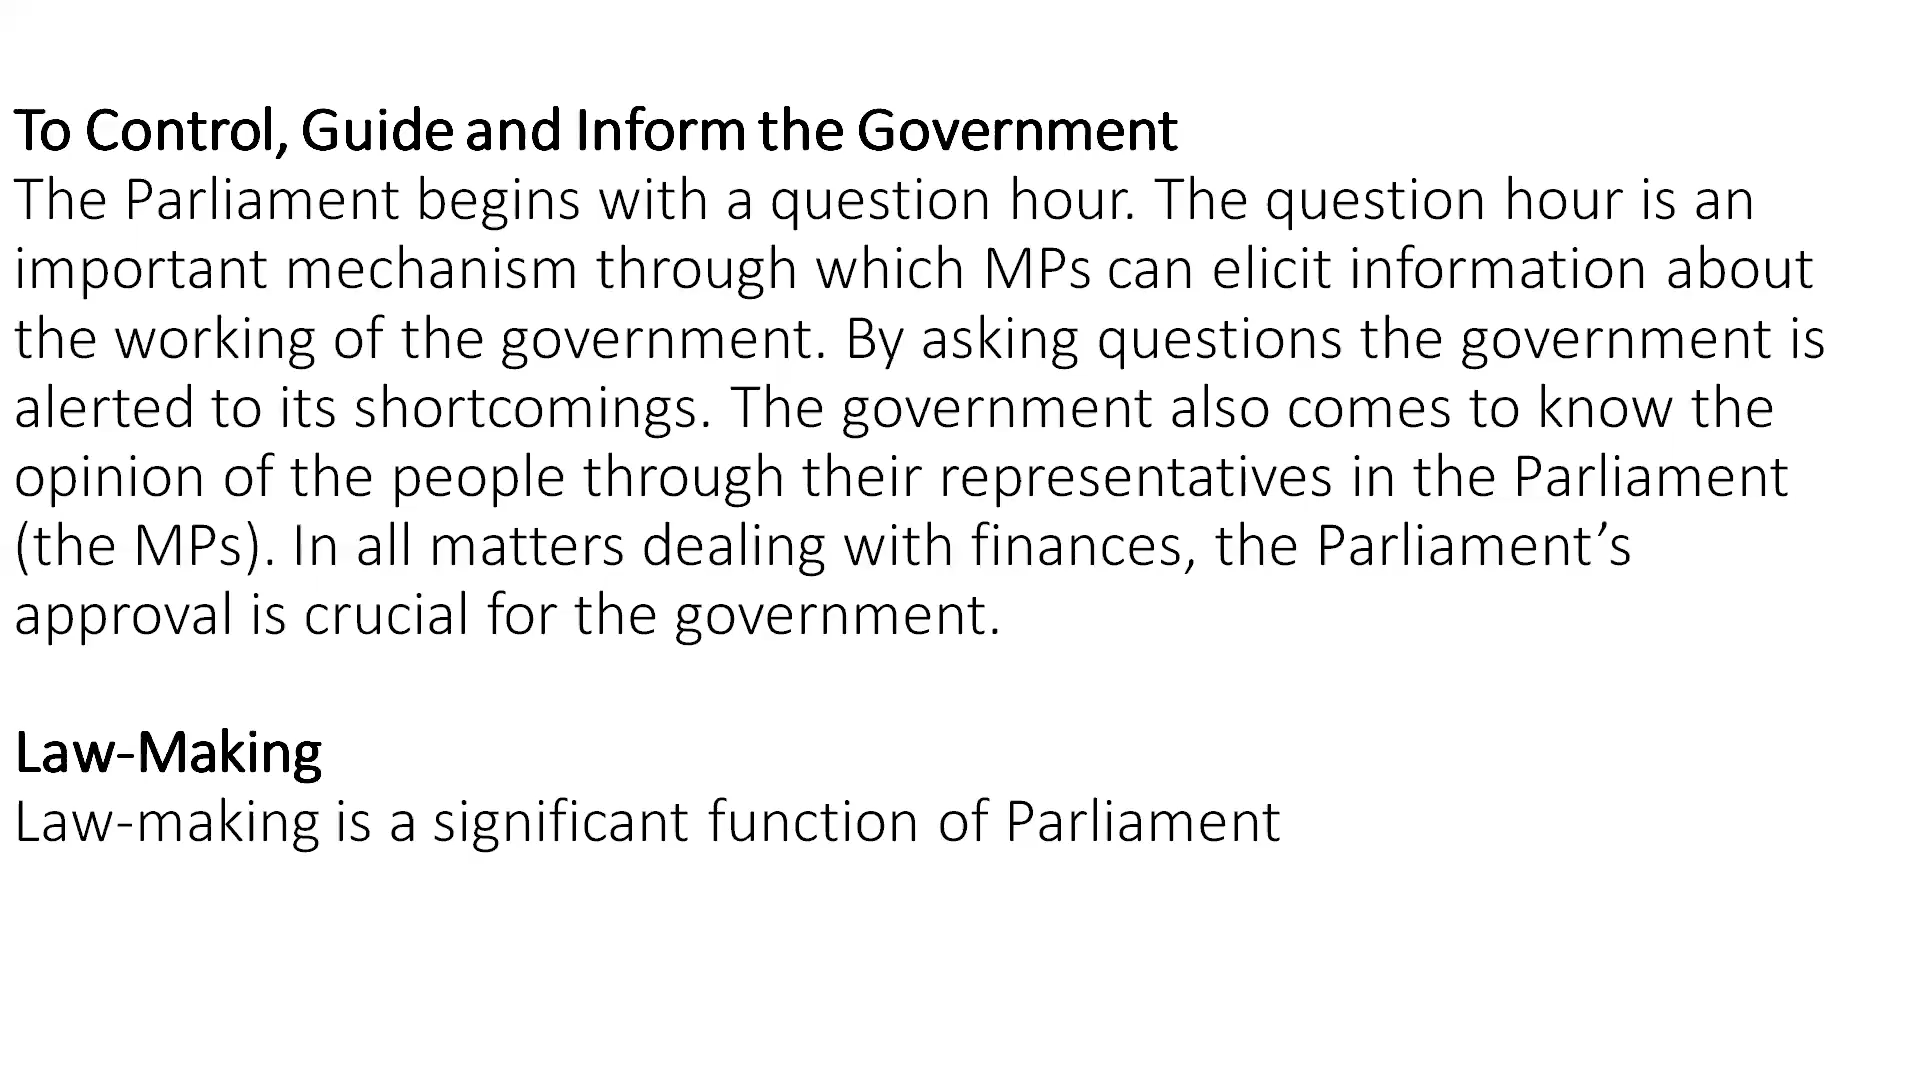 To Control, Guide and Inform the Government
The Parliament begins with a question hour. The question hour is an
important mechanism through which MPs can elicit information about
the working of the government. By asking questions the government is
alerted to its shortcomings. The government also comes to know the
opinion of the people through their representatives in the Parliament
(the MPs). In all matters dealing with finances, the Parliament’s
approval is crucial for the government.
Law-Making
Law-making is a significant function of Parliament